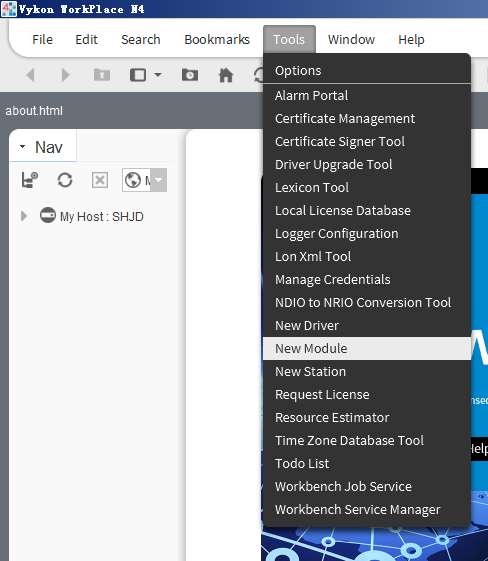 Vykon WorkPlace N4
File Edit Search Bookmarks Tools Window Help
about.html
Nav
My Host : SHJD
Options
Alarm Portal
Certificate Management
Certificate Signer Tool
Driver Upgrade Tool
Lexicon Tool
Local License Database
Logger Configuration
Lon Xml Tool
Manage Credentials
NDIO to NRIO Conversion Tool
New Driver
New Module
New Station
Request License
Resource Estimator
Time Zone Database Tool
Todo List
Workbench Job Service
Workbench Service Manager
Help